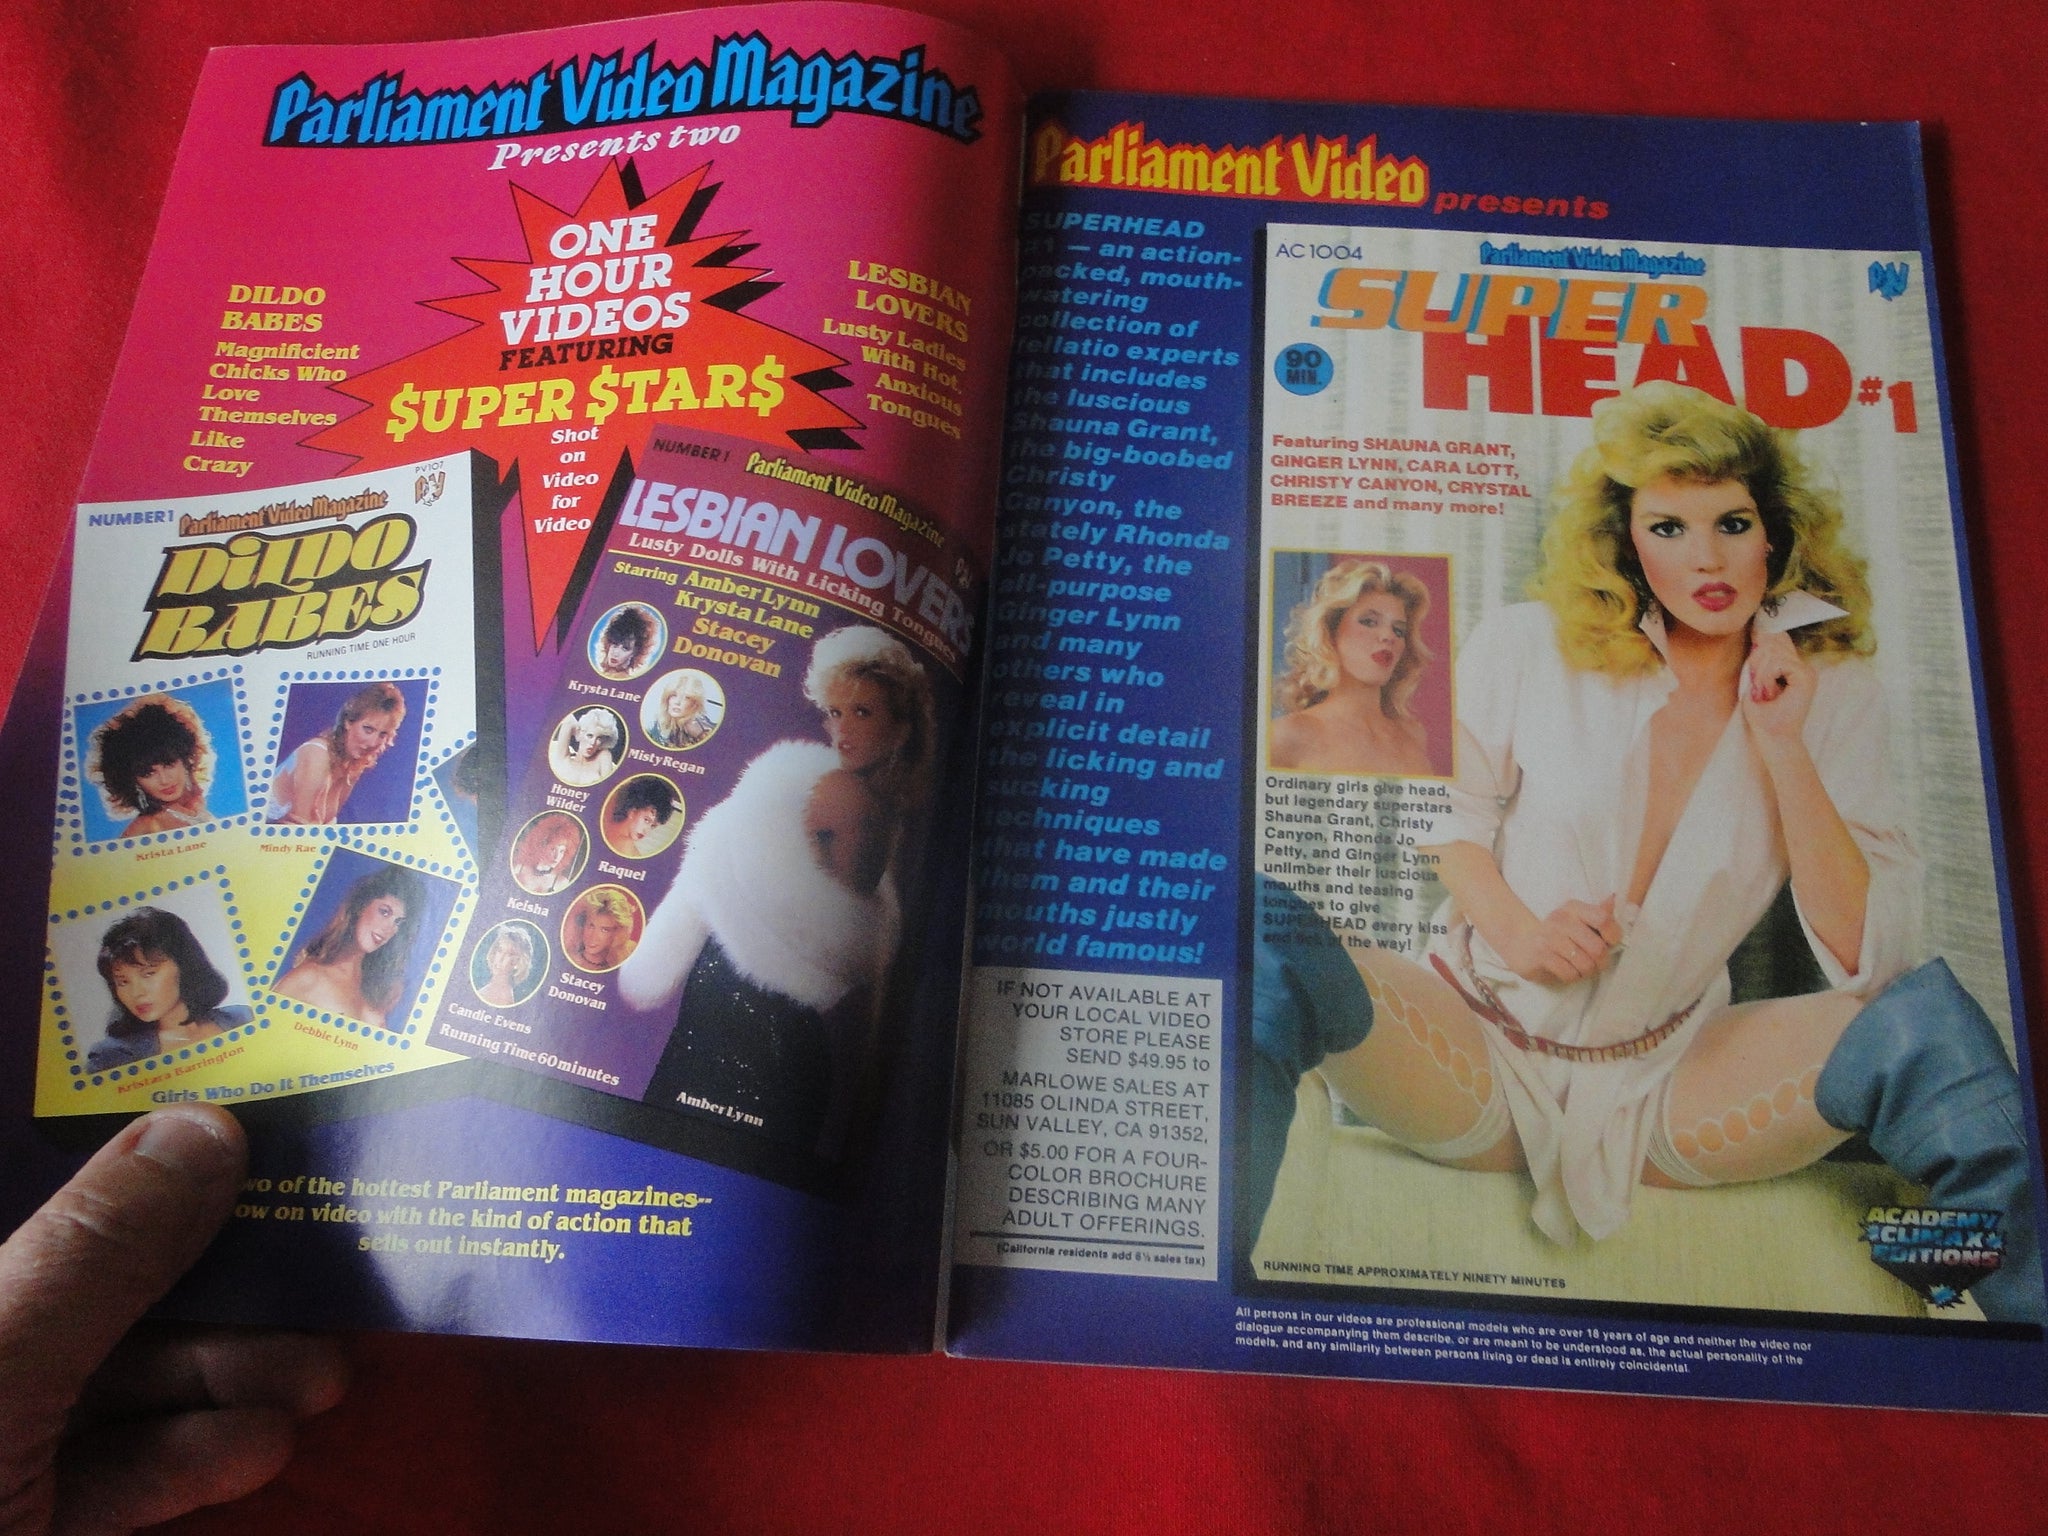 Parliament Video Magazine
Presents two
ONE
HOUR
VIDEOS
FEATURING
$UPER $TAR$
Shot
on
Video
for
Video
DILDO
BABES
Magnificient
Chicks Who
Love
Themselves
Like
Crazy
LESBIAN
LOVERS
Lusty Ladies
With Hot,
Anxious
Tongues
PV107
NUMBER 1 Parliament Video Magazine
DILDO
BABES
RUNNING TIME ONE HOUR
Krista Lane
Mindy Rae
Kristara Barrington
Debbie Lynn
Girls Who Do It Themselves
NUMBER 1 Parliament Video Magazine
LESBIAN LOVERS
Lusty Dolls With Licking Tongues
Starring Amber Lynn
Krysta Lane
Stacey
Donovan
Krysta Lane
Misty Regan
Honey
Wilder
Raquel
Keisha
Stacey
Donovan
Candie Evens
Running Time 60 minutes
Amber Lynn
wo of the hottest Parliament magazines--
ow on video with the kind of action that
sells out instantly.
Parliament Video presents
SUPERHEAD
#1 — an action-
packed, mouth-
watering
collection of
fellatio experts
that includes
the luscious
Shauna Grant,
the big-boobed
Christy
Canyon, the
stately Rhonda
Jo Petty, the
all-purpose
Ginger Lynn
and many
others who
reveal in
explicit detail
the licking and
sucking
techniques
that have made
them and their
mouths justly
world famous!
IF NOT AVAILABLE AT
YOUR LOCAL VIDEO
STORE PLEASE
SEND $49.95 to
MARLOWE SALES AT
11085 OLINDA STREET,
SUN VALLEY, CA 91352,
OR $5.00 FOR A FOUR-
COLOR BROCHURE
DESCRIBING MANY
ADULT OFFERINGS.
(California residents add 6½ sales tax)
AC1004
Parliament Video Magazine
SUPER
HEAD #1
90
MIN.
Featuring SHAUNA GRANT,
GINGER LYNN, CARA LOTT,
CHRISTY CANYON, CRYSTAL
BREEZE and many more!
Ordinary girls give head,
but legendary superstars
Shauna Grant, Christy
Canyon, Rhonda Jo
Petty, and Ginger Lynn
unlimber their luscious
mouths and teasing
tongues to give
SUPERHEAD every kiss
and lick of the way!
ACADEMY
CLIMAX
EDITIONS
RUNNING TIME APPROXIMATELY NINETY MINUTES
All persons in our videos are professional models who are over 18 years of age and neither the video nor
dialogue accompanying them describe, or are meant to be understood as, the actual personality of the
models, and any similarity between persons living or dead is entirely coincidental.